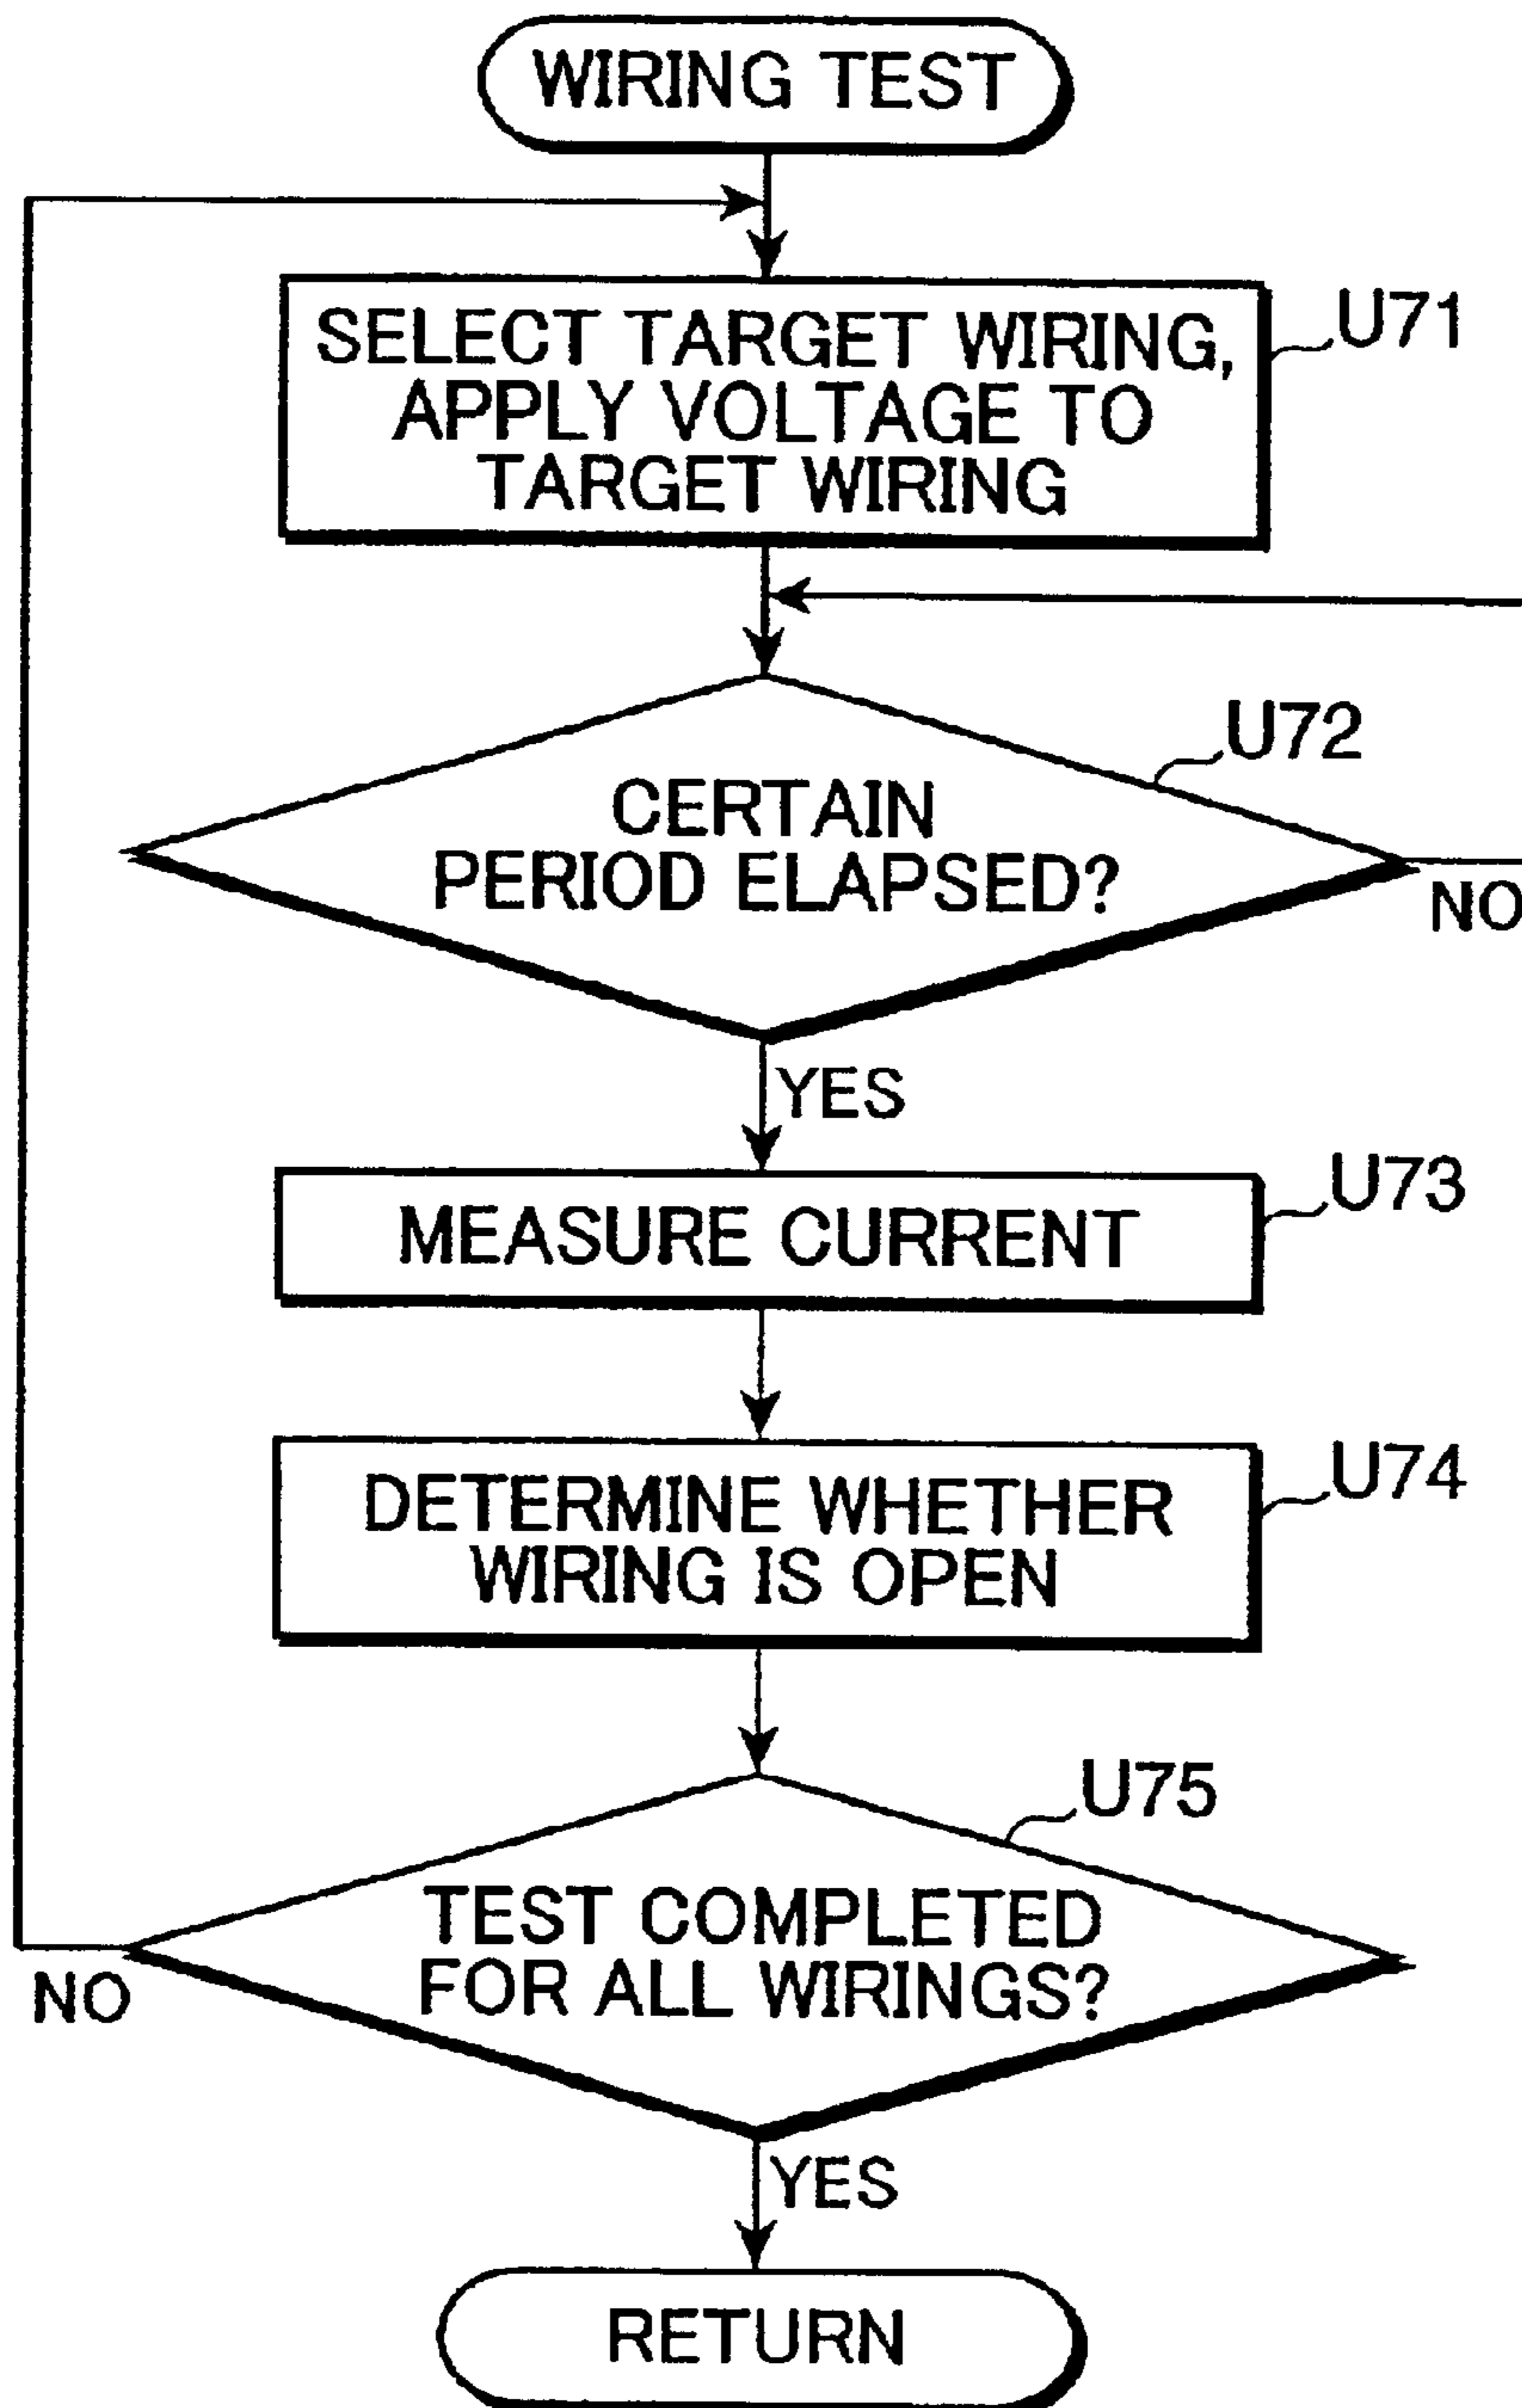 WIRING TEST
SELECT TARGET WIRING,
APPLY VOLTAGE TO
TARGET WIRING
U71
U72
CERTAIN
PERIOD ELAPSED?
NO
YES
MEASURE CURRENT
U73
DETERMINE WHETHER
WIRING IS OPEN
U74
U75
TEST COMPLETED
FOR ALL WIRINGS?
NO
YES
RETURN